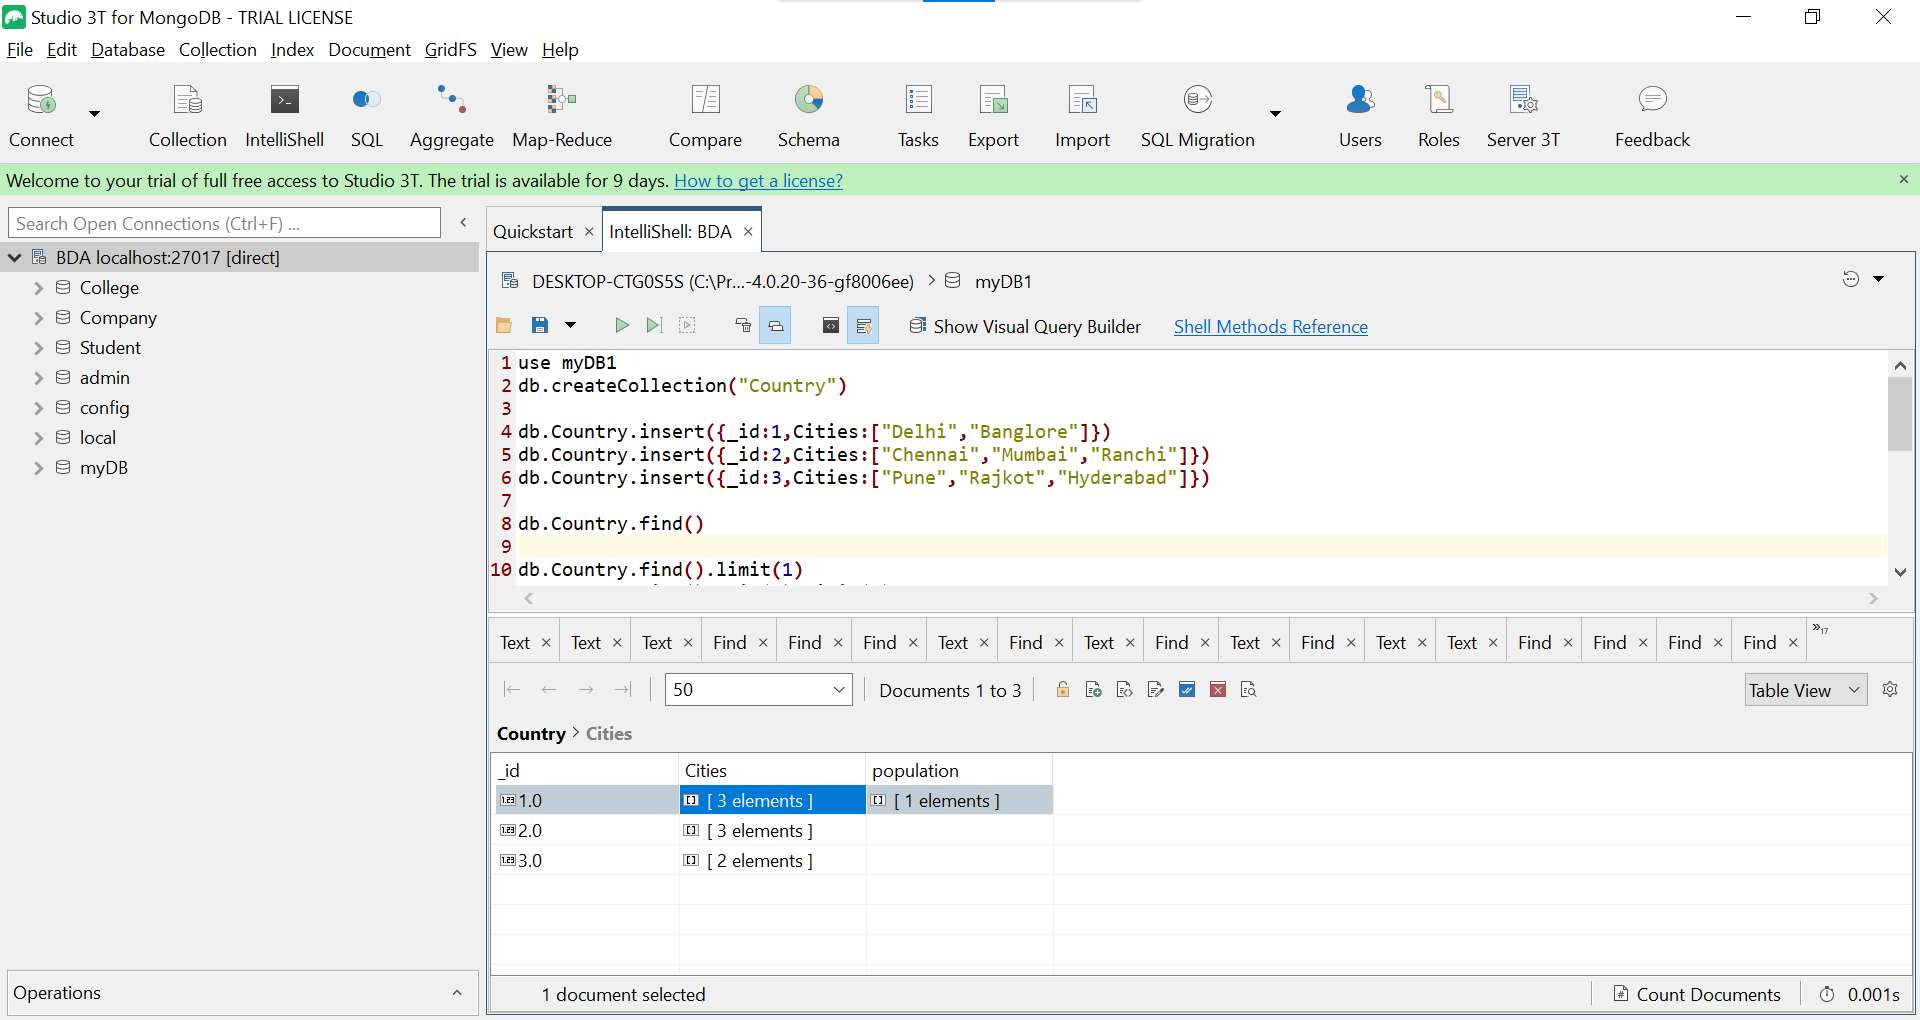 Studio 3T for MongoDB - TRIAL LICENSE
File Edit Database Collection Index Document GridFS View Help
Connect Collection IntelliShell SQL Aggregate Map-Reduce Compare Schema Tasks Export Import SQL Migration Users Roles Server 3T Feedback
Welcome to your trial of full free access to Studio 3T. The trial is available for 9 days. How to get a license?
Search Open Connections (Ctrl+F) ...
BDA localhost:27017 [direct]
College
Company
Student
admin
config
local
myDB
Operations
Quickstart IntelliShell: BDA
DESKTOP-CTG0S5S (C:\Pr...-4.0.20-36-gf8006ee) > myDB1
Show Visual Query Builder Shell Methods Reference
1 use myDB1
2 db.createCollection("Country")
3
4 db.Country.insert({_id:1,Cities:["Delhi","Banglore"]})
5 db.Country.insert({_id:2,Cities:["Chennai","Mumbai","Ranchi"]})
6 db.Country.insert({_id:3,Cities:["Pune","Rajkot","Hyderabad"]})
7
8 db.Country.find()
9
10 db.Country.find().limit(1)
Text Text Text Find Find Find Text Find Text Find Text Find Text Text Find Find Find Find »17
50 Documents 1 to 3 Table View
Country > Cities
_id Cities population
1.0 [ 3 elements ] [ 1 elements ]
2.0 [ 3 elements ]
3.0 [ 2 elements ]
1 document selected Count Documents 0.001s